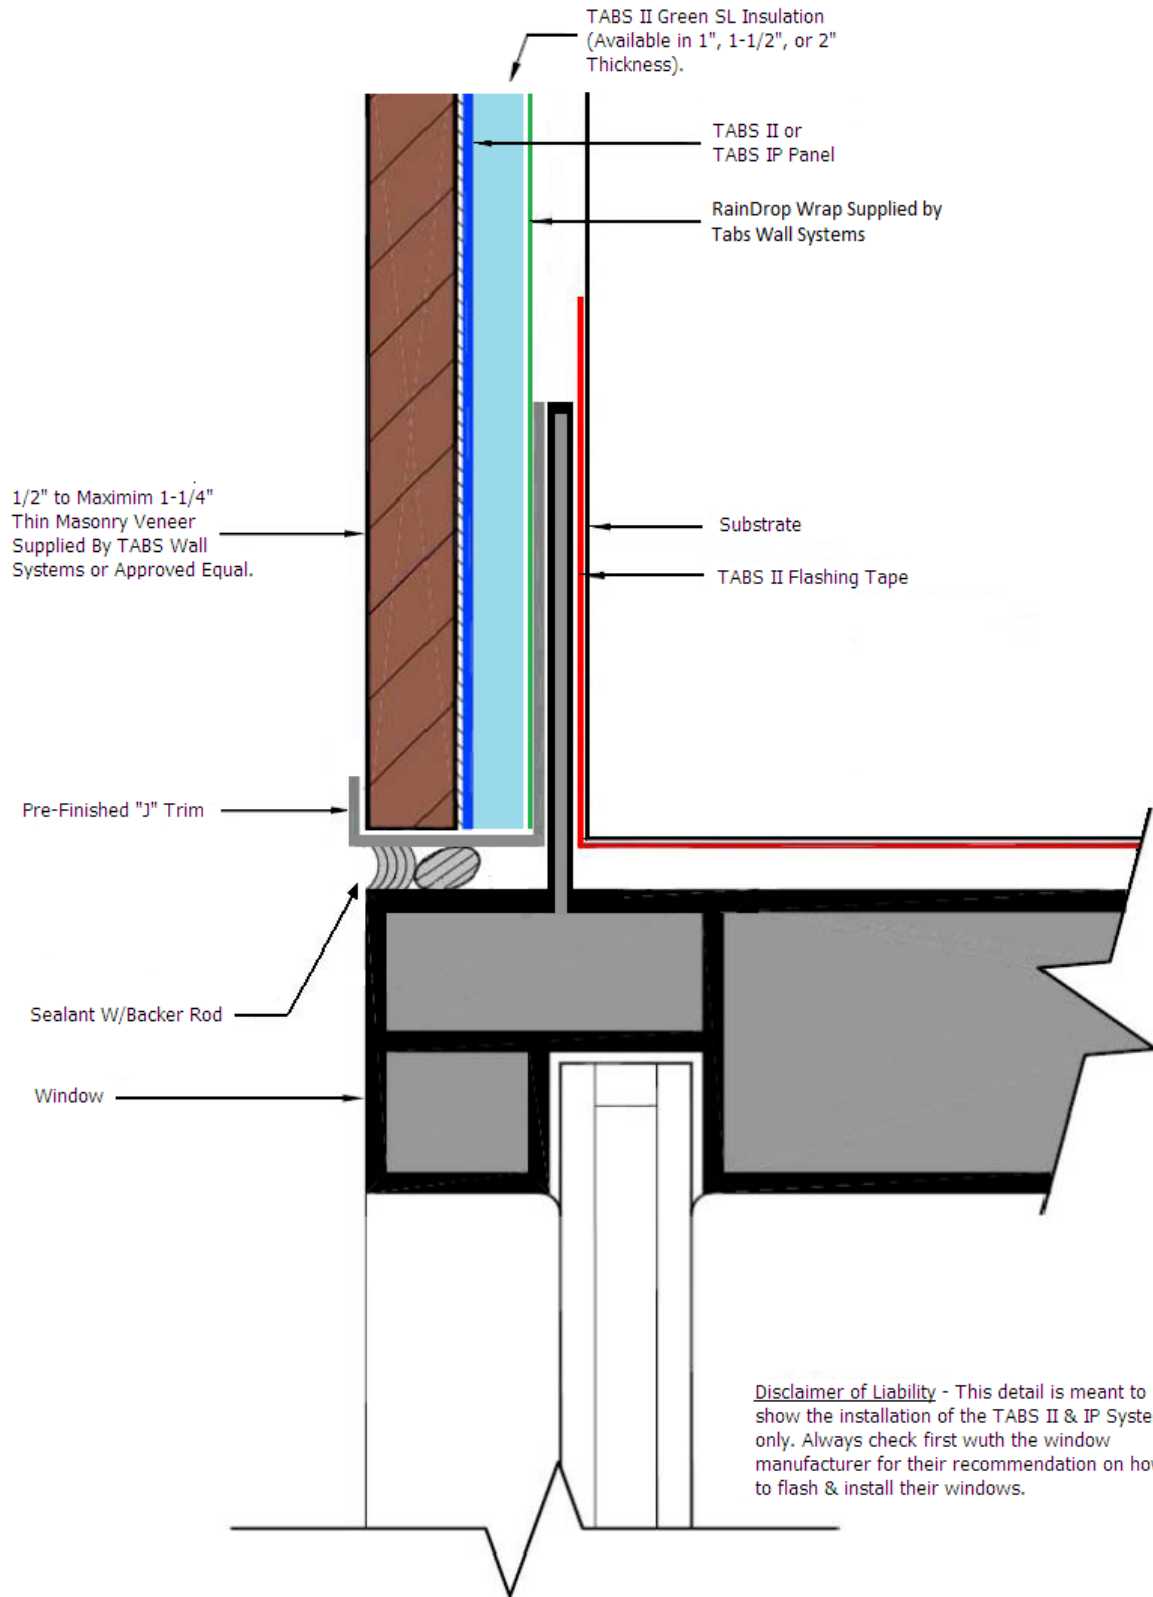 TABS II Green SL Insulation
(Available in 1", 1-1/2", or 2"
Thickness).
TABS II or
TABS IP Panel
RainDrop Wrap Supplied by
Tabs Wall Systems
1/2" to Maximim 1-1/4"
Thin Masonry Veneer
Supplied By TABS Wall
Systems or Approved Equal.
Substrate
TABS II Flashing Tape
Pre-Finished "J" Trim
Sealant W/Backer Rod
Window
Disclaimer of Liability - This detail is meant to
show the installation of the TABS II & IP Syste
only. Always check first wuth the window
manufacturer for their recommendation on ho
to flash & install their windows.